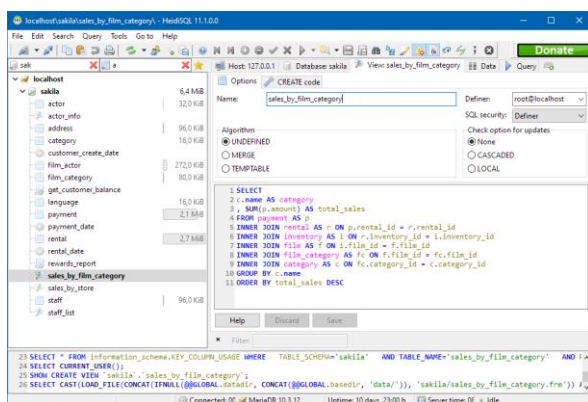 localhost\sakila\sales_by_film_category\ - HeidiSQL 11.1.0.0
File Edit Search Query Tools Go to Help
Donate
sak
a
Host: 127.0.0.1 Database: sakila View: sales_by_film_category Data Query
localhost
sakila 6,4 MiB
actor 32,0 KiB
actor_info
address 96,0 KiB
category 16,0 KiB
customer_create_date
film_actor 272,0 KiB
film_category 80,0 KiB
get_customer_balance
language 16,0 KiB
payment 2,1 MiB
payment_date
rental 2,7 MiB
rental_date
rewards_report
sales_by_film_category
sales_by_store
staff 96,0 KiB
staff_list
Options CREATE code
Name: sales_by_film_category Definer: root@localhost
SQL security: Definer
Algorithm Check option for updates
UNDEFINED None
MERGE CASCADED
TEMPTABLE LOCAL
1 SELECT
2 c.name AS category
3 , SUM(p.amount) AS total_sales
4 FROM payment AS p
5 INNER JOIN rental AS r ON p.rental_id = r.rental_id
6 INNER JOIN inventory AS i ON r.inventory_id = i.inventory_id
7 INNER JOIN film AS f ON i.film_id = f.film_id
8 INNER JOIN film_category AS fc ON f.film_id = fc.film_id
9 INNER JOIN category AS c ON fc.category_id = c.category_id
10 GROUP BY c.name
11 ORDER BY total_sales DESC
Help Discard Save
Filter:
23 SELECT * FROM information_schema.KEY_COLUMN_USAGE WHERE TABLE_SCHEMA='sakila' AND TABLE_NAME='sales_by_film_category' AND
24 SELECT CURRENT_USER();
25 SHOW CREATE VIEW `sakila`.`sales_by_film_category`;
26 SELECT CAST(LOAD_FILE(CONCAT(IFNULL(@@GLOBAL.datadir, CONCAT(@@GLOBAL.basedir, 'data/')), 'sakila/sales_by_film_category.frm'))
Connected: 00 MariaDB 10.3.12 Uptime: 10 days, 23:00 h Server time: 0 Idle.